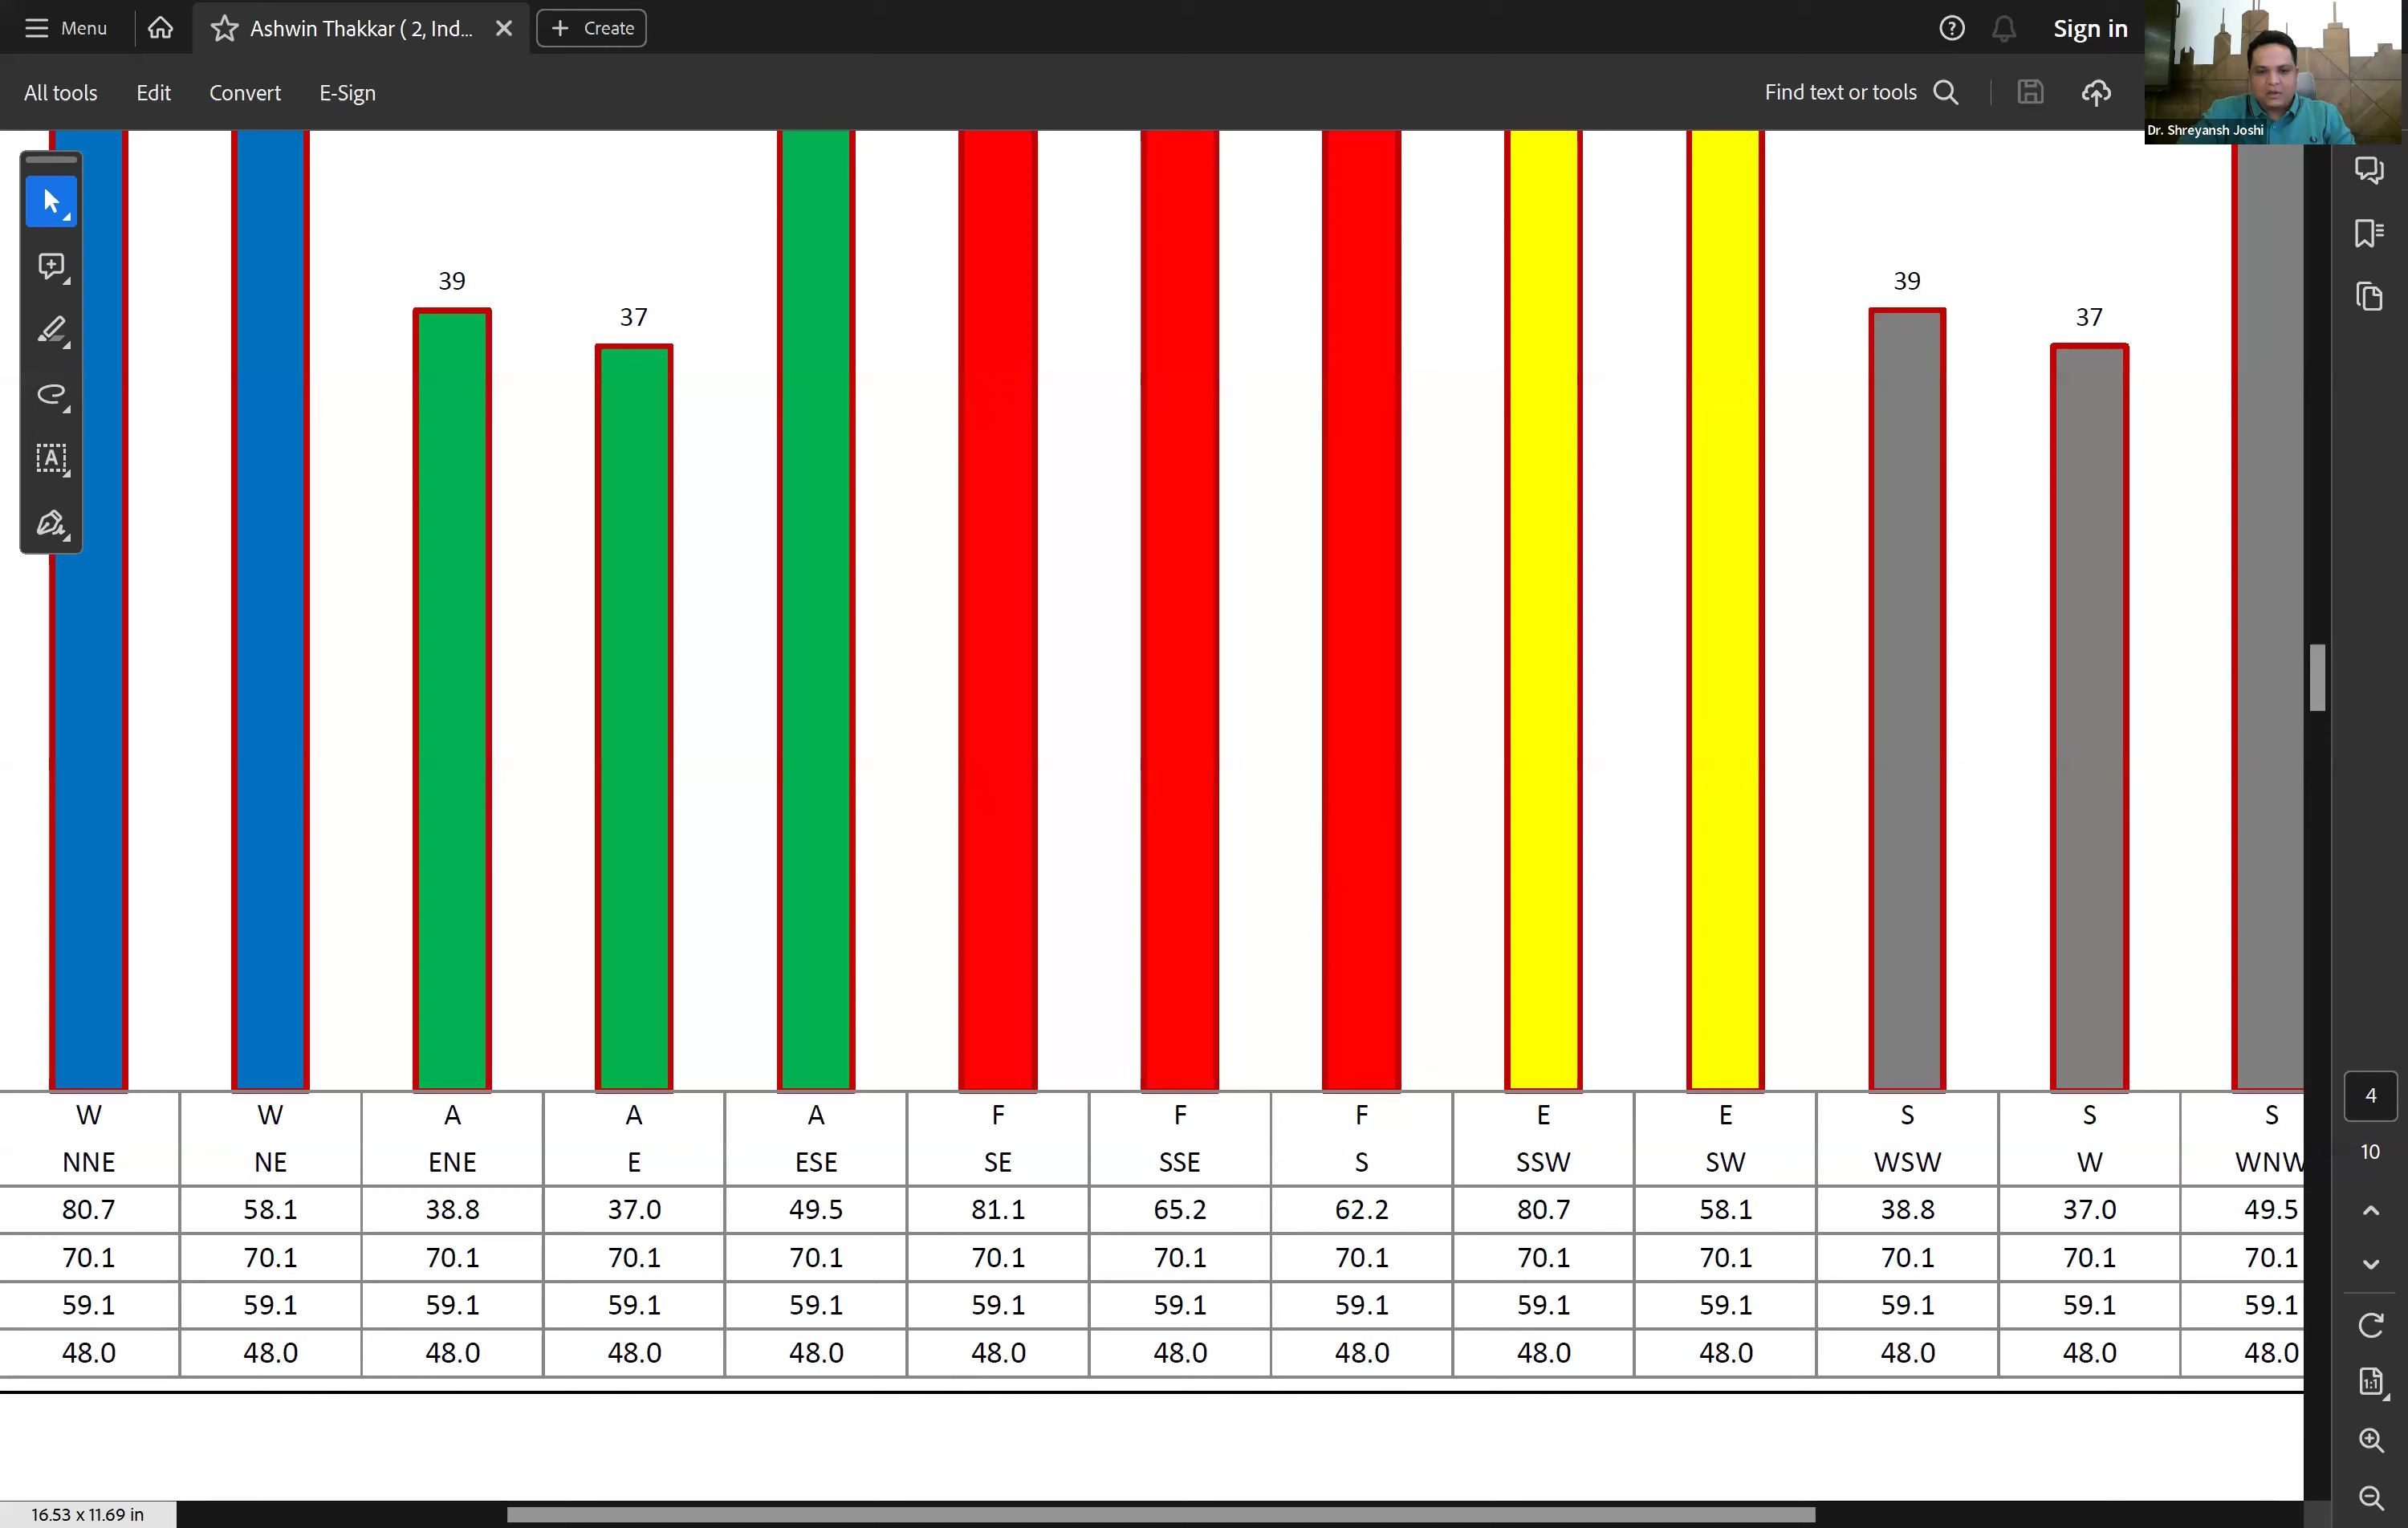 Menu
Ashwin Thakkar ( 2, Ind...
Create
Sign in
All tools
Edit
Convert
E-Sign
Find text or tools
Dr. Shreyansh Joshi
39
37
39
37
W W A A A F F F E E S S S
NNE NE ENE E ESE SE SSE S SSW SW WSW W WNW
80.7 58.1 38.8 37.0 49.5 81.1 65.2 62.2 80.7 58.1 38.8 37.0 49.5
70.1 70.1 70.1 70.1 70.1 70.1 70.1 70.1 70.1 70.1 70.1 70.1 70.1
59.1 59.1 59.1 59.1 59.1 59.1 59.1 59.1 59.1 59.1 59.1 59.1 59.1
48.0 48.0 48.0 48.0 48.0 48.0 48.0 48.0 48.0 48.0 48.0 48.0 48.0
4
10
1:1
16.53 x 11.69 in